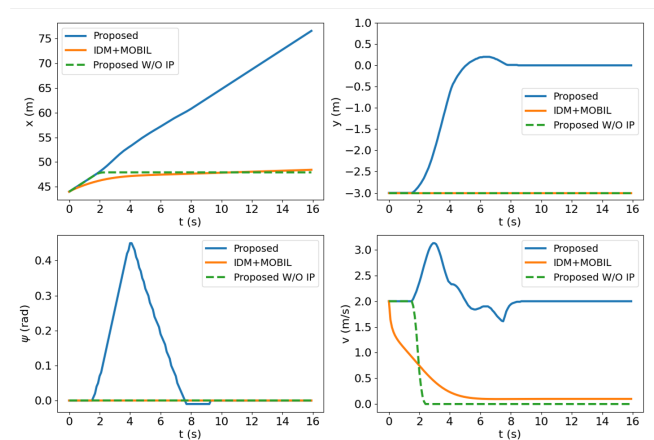 75
70
65
60
55
50
45
x (m)
Proposed
IDM+MOBIL
Proposed W/O IP
0 2 4 6 8 10 12 14 16
t (s)
1.0
0.5
0.0
-0.5
-1.0
-1.5
-2.0
-2.5
-3.0
y (m)
Proposed
IDM+MOBIL
Proposed W/O IP
0 2 4 6 8 10 12 14 16
t (s)
0.4
0.3
0.2
0.1
0.0
ψ (rad)
Proposed
IDM+MOBIL
Proposed W/O IP
0 2 4 6 8 10 12 14 16
t (s)
3.0
2.5
2.0
1.5
1.0
0.5
0.0
v (m/s)
Proposed
IDM+MOBIL
Proposed W/O IP
0 2 4 6 8 10 12 14 16
t (s)